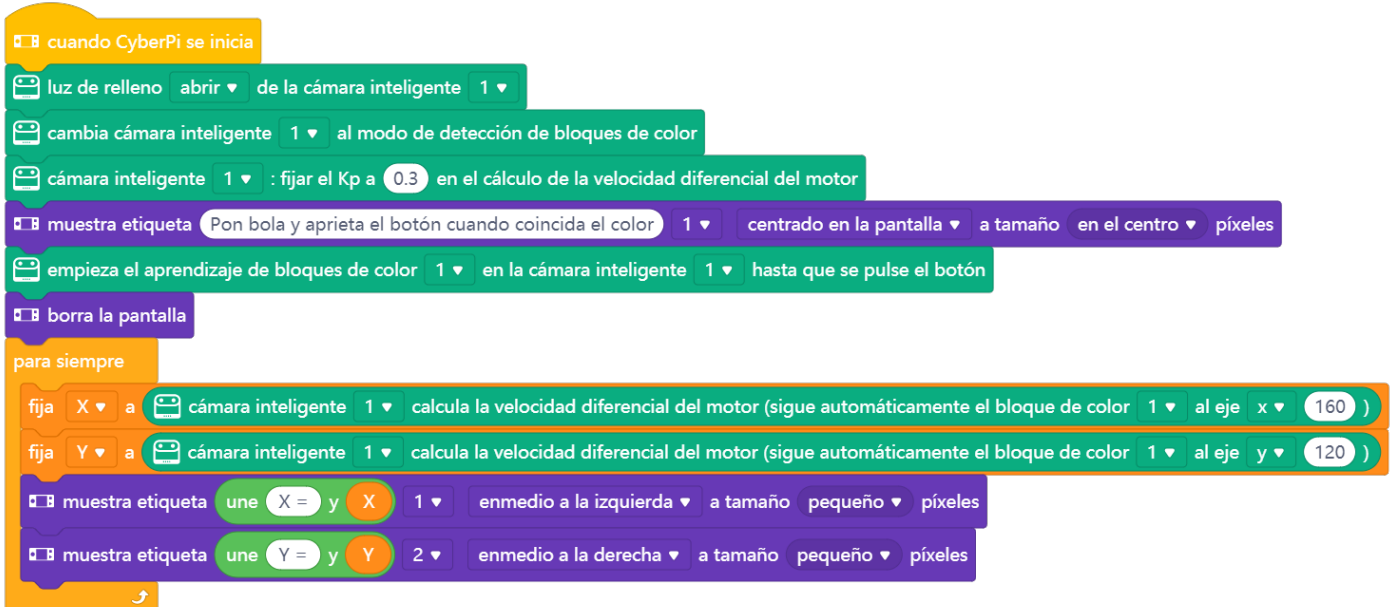 cuando CyberPi se inicia
luz de relleno abrir de la cámara inteligente 1
cambia cámara inteligente 1 al modo de detección de bloques de color
cámara inteligente 1 : fijar el Kp a 0.3 en el cálculo de la velocidad diferencial del motor
muestra etiqueta Pon bola y aprieta el botón cuando coincida el color 1 centrado en la pantalla a tamaño en el centro píxeles
empieza el aprendizaje de bloques de color 1 en la cámara inteligente 1 hasta que se pulse el botón
borra la pantalla
para siempre
fija X a cámara inteligente 1 calcula la velocidad diferencial del motor (sigue automáticamente el bloque de color 1 al eje x 160 )
fija Y a cámara inteligente 1 calcula la velocidad diferencial del motor (sigue automáticamente el bloque de color 1 al eje y 120 )
muestra etiqueta une X = y X 1 enmedio a la izquierda a tamaño pequeño píxeles
muestra etiqueta une Y = y Y 2 enmedio a la derecha a tamaño pequeño píxeles